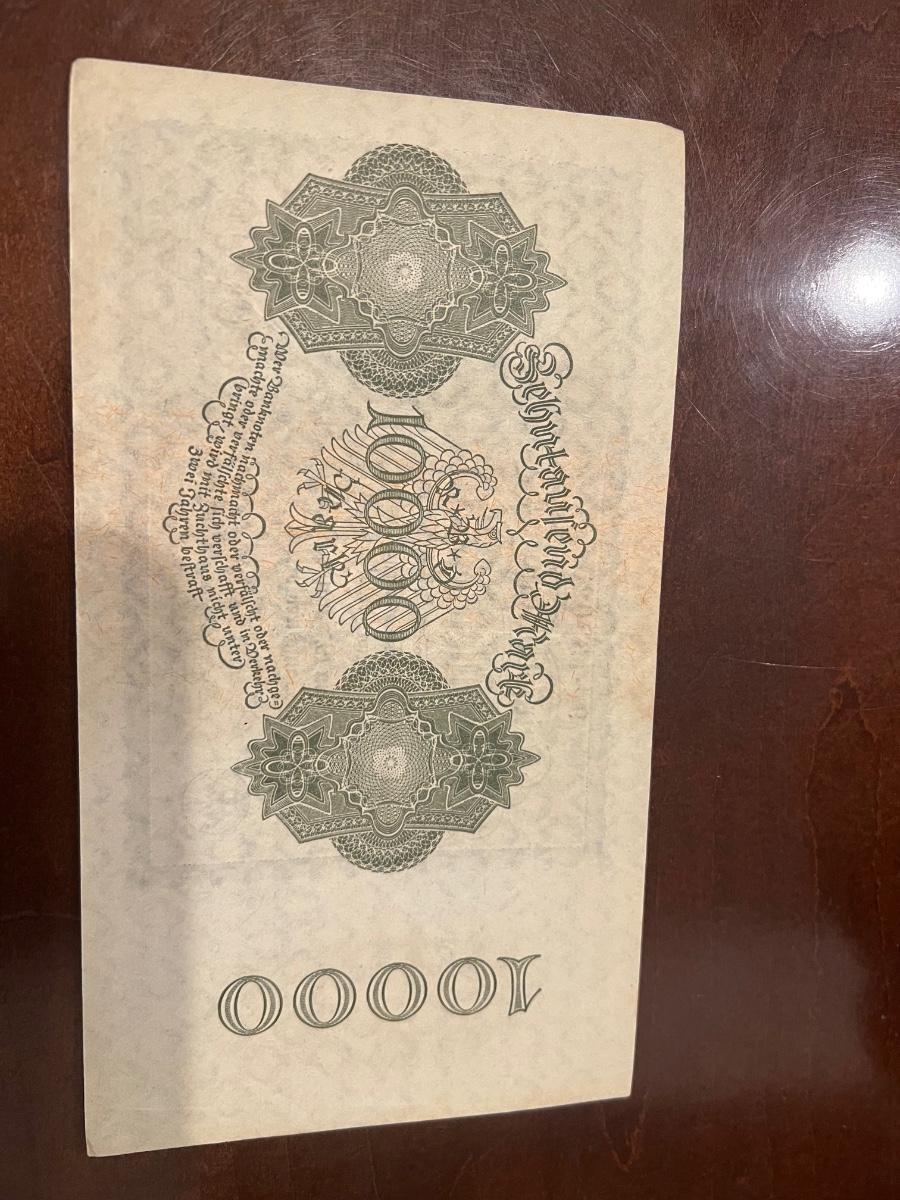 Zehntausend Mark
10000
Mark
Wer Banknoten nachmacht oder verfälscht oder nachge=
machte oder verfälschte sich verschafft und in Verkehr
bringt, wird mit Zuchthaus nicht unter
zwei Jahren bestraft
10000